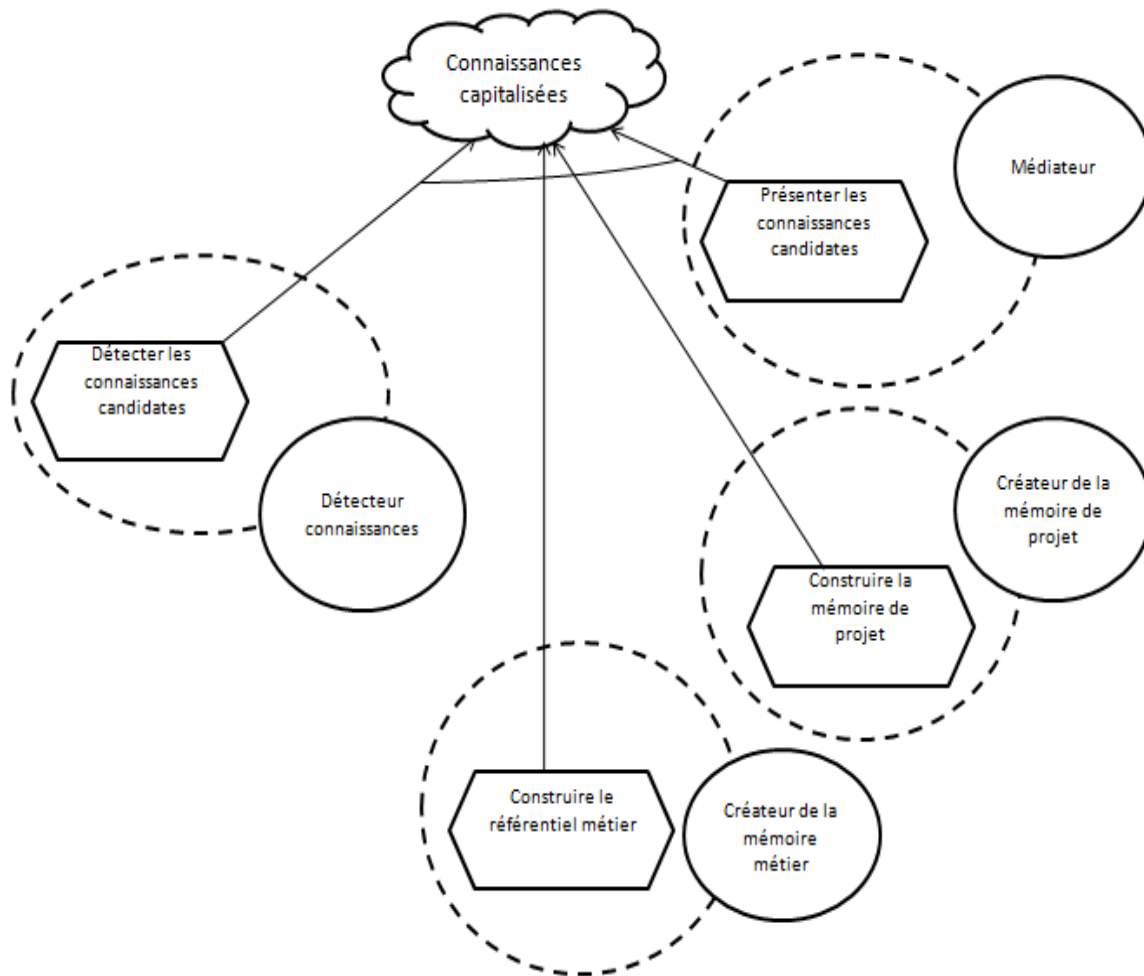 Connaissances
capitalisées
Médiateur
Présenter les
connaissances
candidates
Détecter les
connaissances
candidates
Détecteur
connaissances
Créateur de la
mémoire de
projet
Construire la
mémoire de
projet
Construire le
référentiel métier
Créateur de la
mémoire
métier